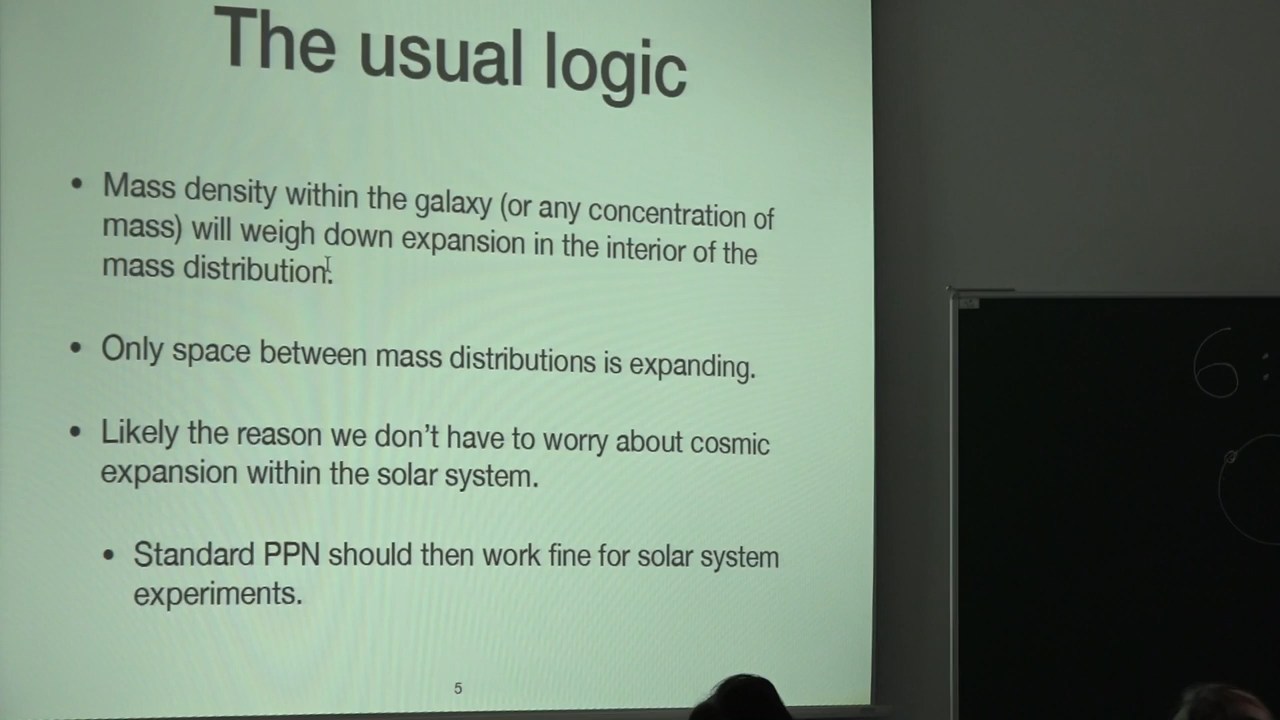 The usual logic
• Mass density within the galaxy (or any concentration of
mass) will weigh down expansion in the interior of the
mass distribution.
• Only space between mass distributions is expanding.
• Likely the reason we don't have to worry about cosmic
expansion within the solar system.
• Standard PPN should then work fine for solar system
experiments.
5
6 :